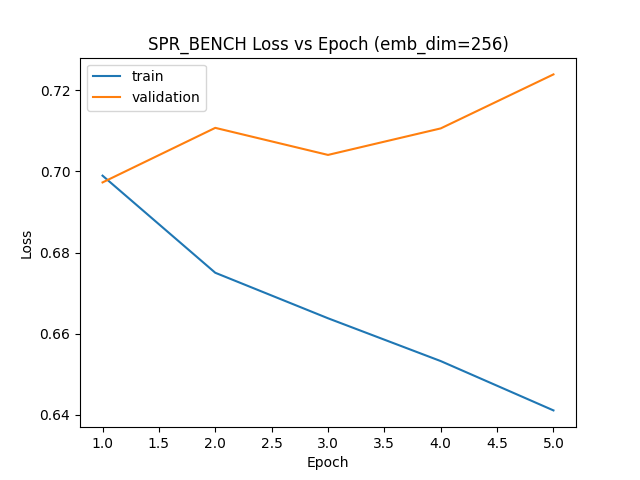 SPR_BENCH Loss vs Epoch (emb_dim=256)
train
validation
0.72
0.70
0.68
0.66
0.64
Loss
1.0 1.5 2.0 2.5 3.0 3.5 4.0 4.5 5.0
Epoch